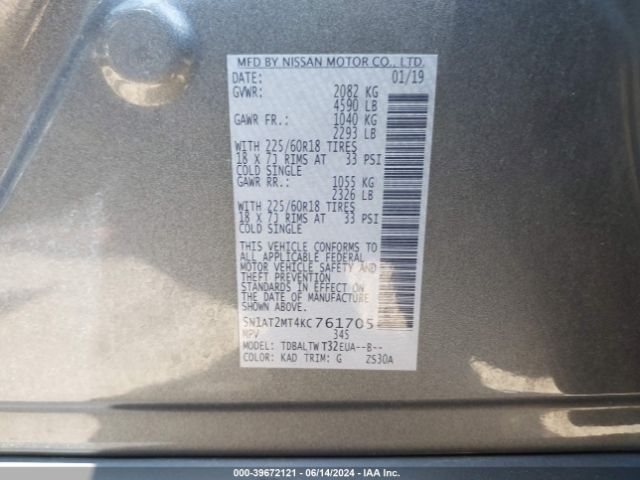 MFD BY NISSAN MOTOR CO., LTD.
DATE: 01/19
GVWR: 2082 KG
4590 LB
GAWR FR.: 1040 KG
2293 LB
WITH 225/60R18 TIRES
18 X 7J RIMS AT 33 PSI
COLD SINGLE
GAWR RR.: 1055 KG
2326 LB
WITH 225/60R18 TIRES
18 X 7J RIMS AT 33 PSI
COLD SINGLE
THIS VEHICLE CONFORMS TO
ALL APPLICABLE FEDERAL
MOTOR VEHICLE SAFETY AND
THEFT PREVENTION
STANDARDS IN EFFECT ON
THE DATE OF MANUFACTURE
SHOWN ABOVE.
5N1AT2MT4KC761705
MPV 345
MODEL: TDBALTW T32EUA--B--
COLOR: KAD TRIM: G ZS30A
000-39672121 | 06/14/2024 | IAA Inc.